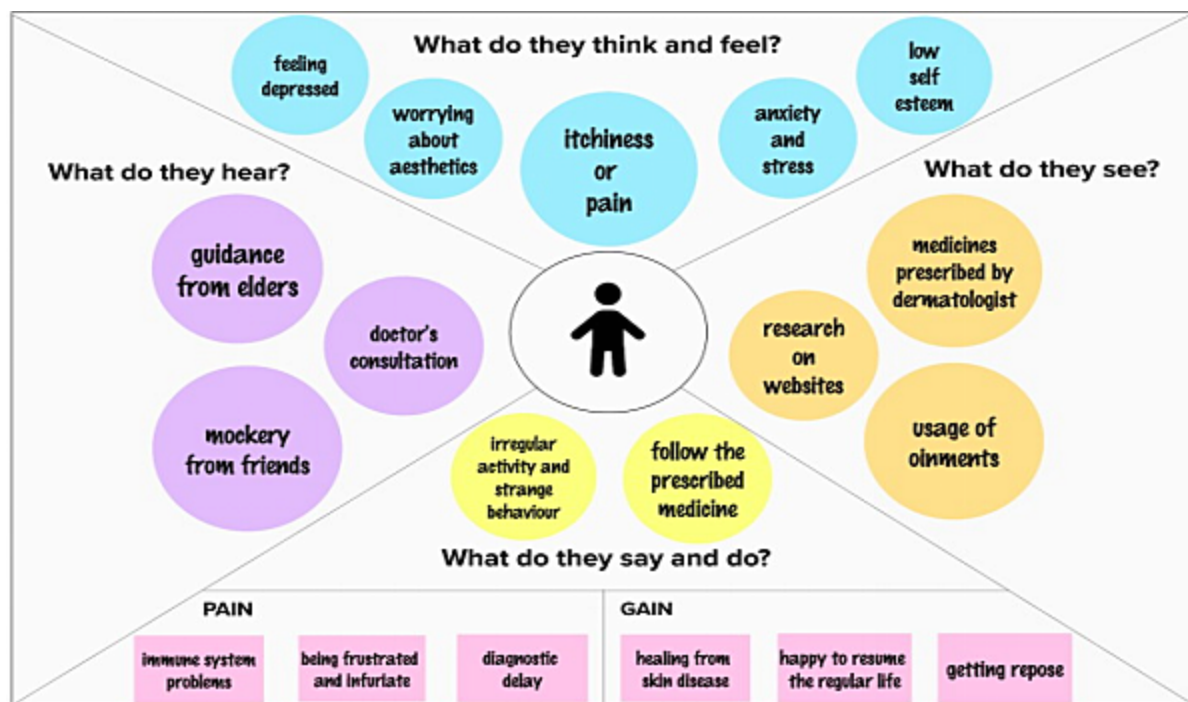 What do they think and feel?
feeling
depressed
worrying
about
aesthetics
itchiness
or
pain
anxiety
and
stress
low
self
esteem
What do they hear?
guidance
from elders
doctor's
consultation
mockery
from friends
What do they see?
medicines
prescribed by
dermatologist
research
on
websites
usage of
oinments
irregular
activity and
strange
behaviour
follow the
prescribed
medicine
What do they say and do?
PAIN
immune system
problems
being frustrated
and infuriate
diagnostic
delay
GAIN
healing from
skin disease
happy to resume
the regular life
getting repose